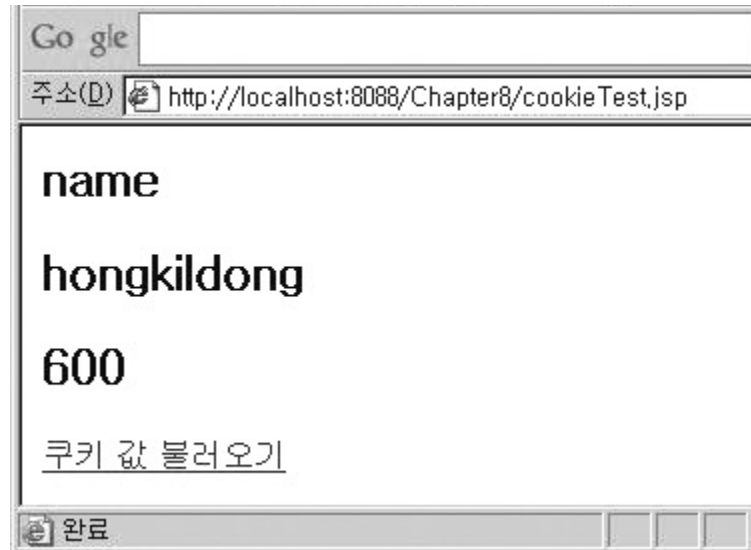 Go gle
주소(D) http://localhost:8088/Chapter8/cookieTest.jsp
name
hongkildong
600
쿠키 값 불러오기
완료